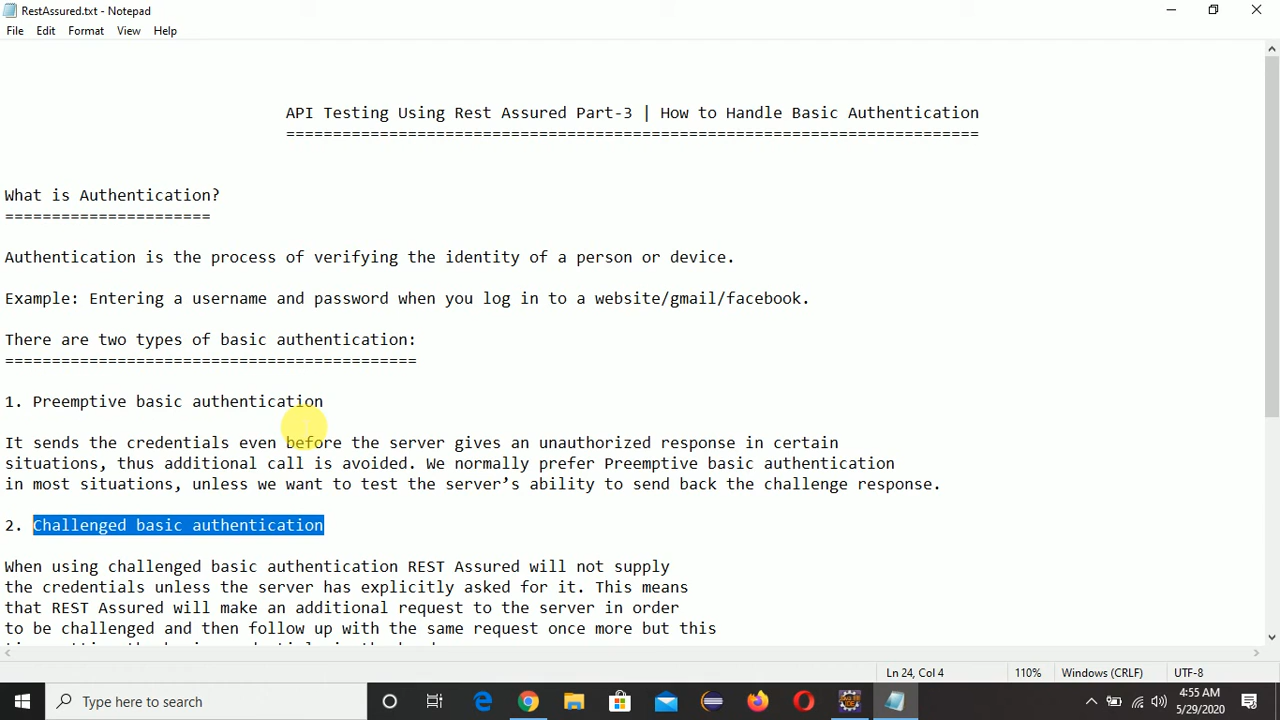 RestAssured.txt - Notepad
File Edit Format View Help
API Testing Using Rest Assured Part-3 | How to Handle Basic Authentication
==========================================================================
What is Authentication?
======================
Authentication is the process of verifying the identity of a person or device.
Example: Entering a username and password when you log in to a website/gmail/facebook.
There are two types of basic authentication:
============================================
1. Preemptive basic authentication
It sends the credentials even before the server gives an unauthorized response in certain
situations, thus additional call is avoided. We normally prefer Preemptive basic authentication
in most situations, unless we want to test the server’s ability to send back the challenge response.
2. Challenged basic authentication
When using challenged basic authentication REST Assured will not supply
the credentials unless the server has explicitly asked for it. This means
that REST Assured will make an additional request to the server in order
to be challenged and then follow up with the same request once more but this
Ln 24, Col 4 110% Windows (CRLF) UTF-8
Type here to search
4:55 AM
5/29/2020